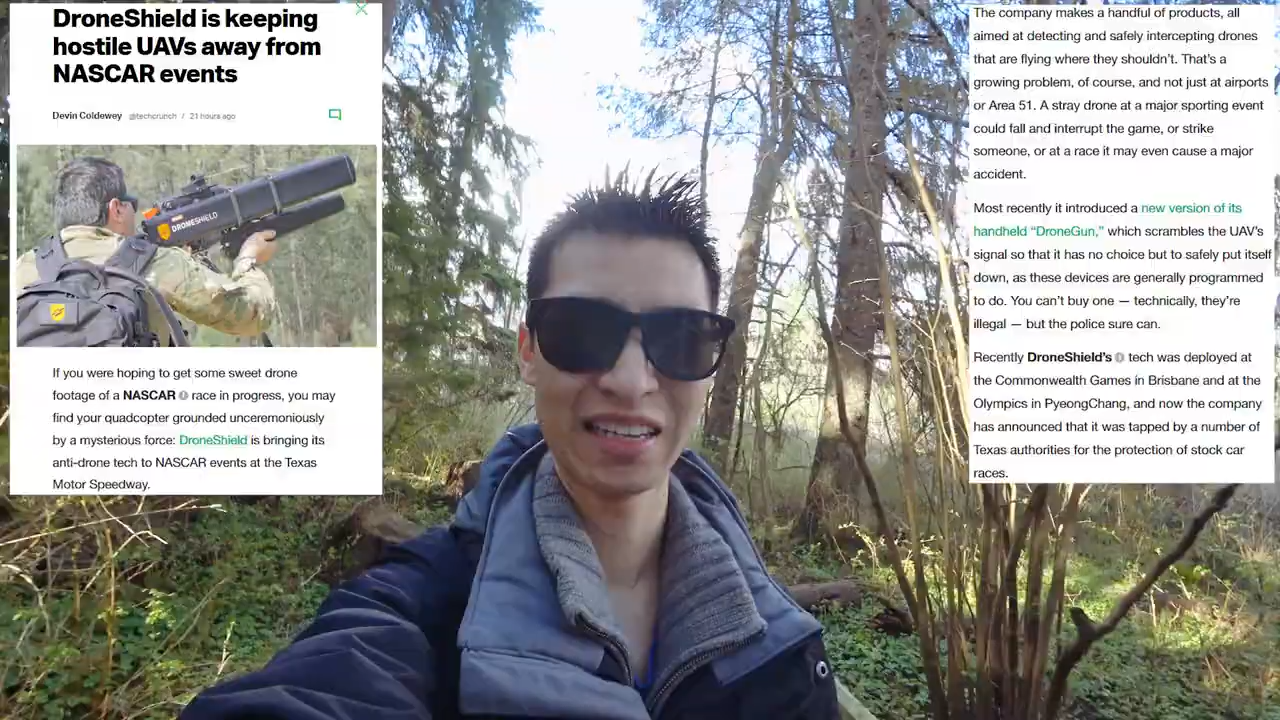 DroneShield is keeping
hostile UAVs away from
NASCAR events
Devin Coldewey @techcrunch / 21 hours ago
DRONESHIELD
If you were hoping to get some sweet drone
footage of a NASCAR race in progress, you may
find your quadcopter grounded unceremoniously
by a mysterious force: DroneShield is bringing its
anti-drone tech to NASCAR events at the Texas
Motor Speedway.
The company makes a handful of products, all
aimed at detecting and safely intercepting drones
that are flying where they shouldn't. That's a
growing problem, of course, and not just at airports
or Area 51. A stray drone at a major sporting event
could fall and interrupt the game, or strike
someone, or at a race it may even cause a major
accident.
Most recently it introduced a new version of its
handheld “DroneGun,” which scrambles the UAV's
signal so that it has no choice but to safely put itself
down, as these devices are generally programmed
to do. You can't buy one — technically, they're
illegal — but the police sure can.
Recently DroneShield's tech was deployed at
the Commonwealth Games in Brisbane and at the
Olympics in PyeongChang, and now the company
has announced that it was tapped by a number of
Texas authorities for the protection of stock car
races.